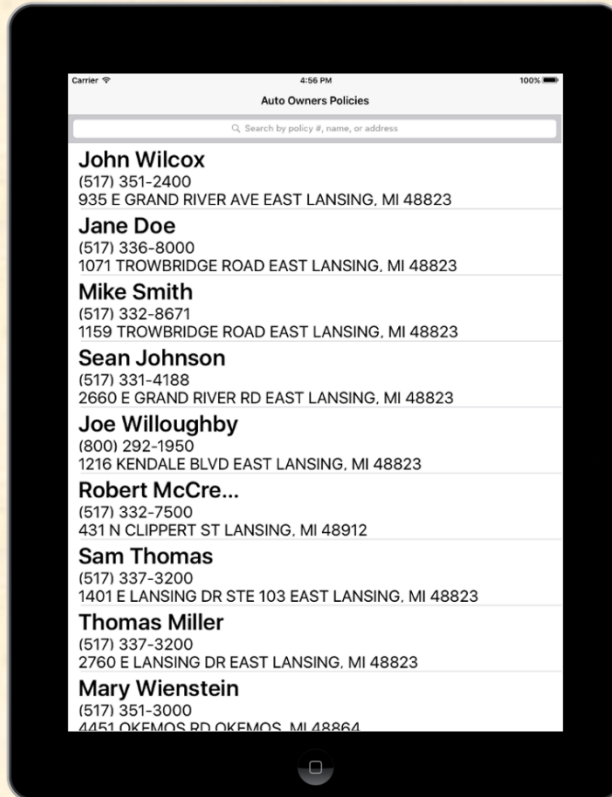 Carrier 4:56 PM 100%
Auto Owners Policies
Search by policy #, name, or address
John Wilcox
(517) 351-2400
935 E GRAND RIVER AVE EAST LANSING, MI 48823
Jane Doe
(517) 336-8000
1071 TROWBRIDGE ROAD EAST LANSING, MI 48823
Mike Smith
(517) 332-8671
1159 TROWBRIDGE ROAD EAST LANSING, MI 48823
Sean Johnson
(517) 331-4188
2660 E GRAND RIVER RD EAST LANSING, MI 48823
Joe Willoughby
(800) 292-1950
1216 KENDALE BLVD EAST LANSING, MI 48823
Robert McCre...
(517) 332-7500
431 N CLIPPERT ST LANSING, MI 48912
Sam Thomas
(517) 337-3200
1401 E LANSING DR STE 103 EAST LANSING, MI 48823
Thomas Miller
(517) 337-3200
2760 E LANSING DR EAST LANSING, MI 48823
Mary Wienstein
(517) 351-3000
4451 OKEMOS RD OKEMOS, MI 48864